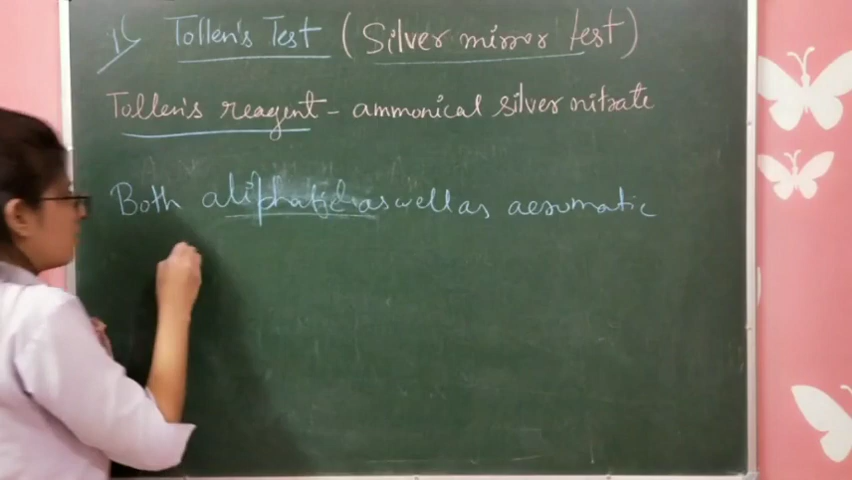 1) Tollen's Test (Silver mirror test)
Tollen's reagent - ammonical silver nitrate
Both aliphatic as well as aeromatic